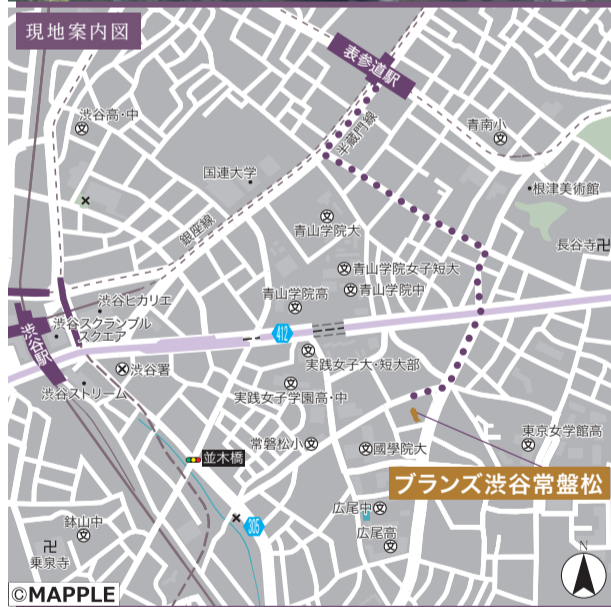 現地案内図
表参道駅
渋谷高・中
半蔵門線
青南小
国連大学
根津美術館
銀座線
青山学院大
長谷寺卍
青山学院女子短大
青山学院中
青山学院高
渋谷ヒカリエ
渋谷スクランブル
スクエア
渋谷駅
412
渋谷署
実践女子大・短大部
渋谷ストリーム
実践女子学園高・中
常磐松小
國學院大
東京女学館高
並木橋
ブランズ渋谷常盤松
広尾中
305
広尾高
鉢山中
卍
乗泉寺
N
©MAPPLE